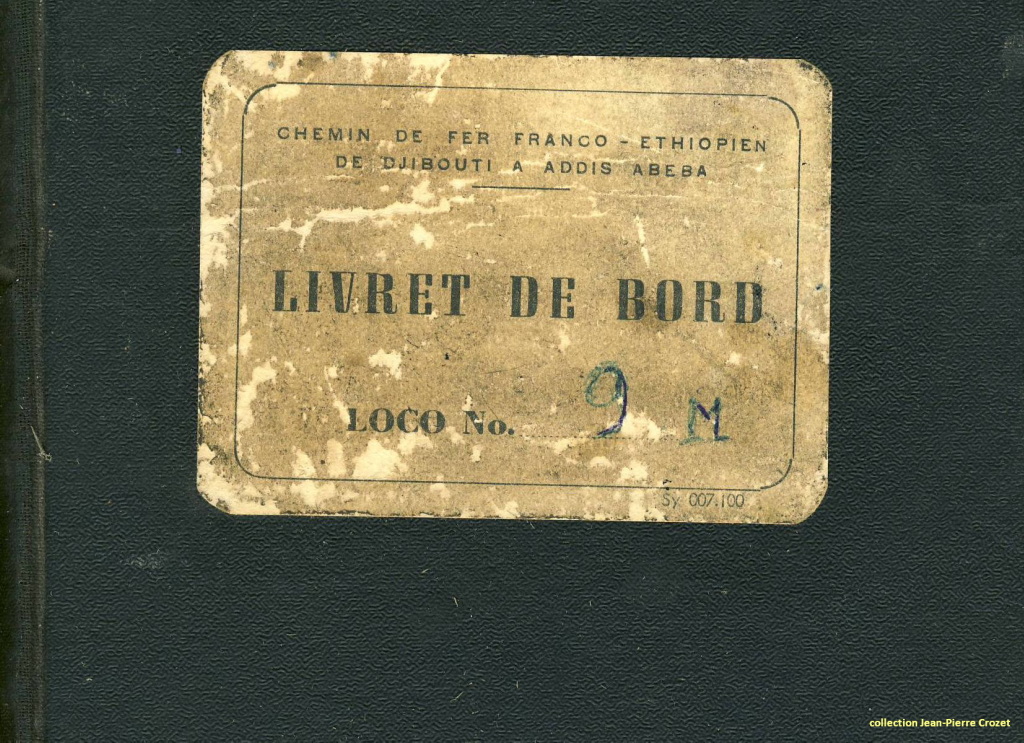 CHEMIN DE FER FRANCO - ETHIOPIEN
DE DJIBOUTI A ADDIS ABEBA
LIVRET DE BORD
LOCO No. 9 M
Sy 007.100
collection Jean-Pierre Crozet